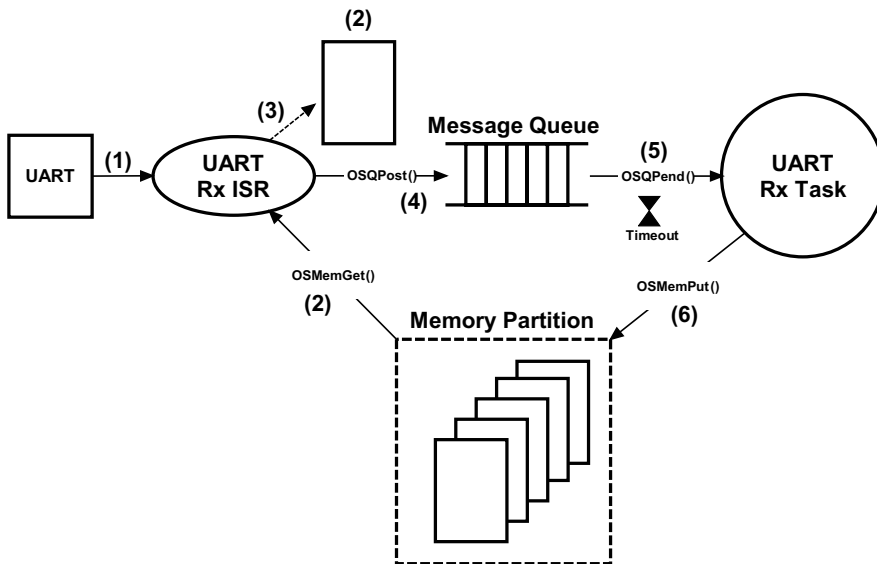 (2)
(3)
Message Queue
(5)
UART
(1)
UART
Rx ISR
OSQPost()
(4)
OSQPend()
Timeout
UART
Rx Task
OSMemGet()
(2)
OSMemPut()
(6)
Memory Partition